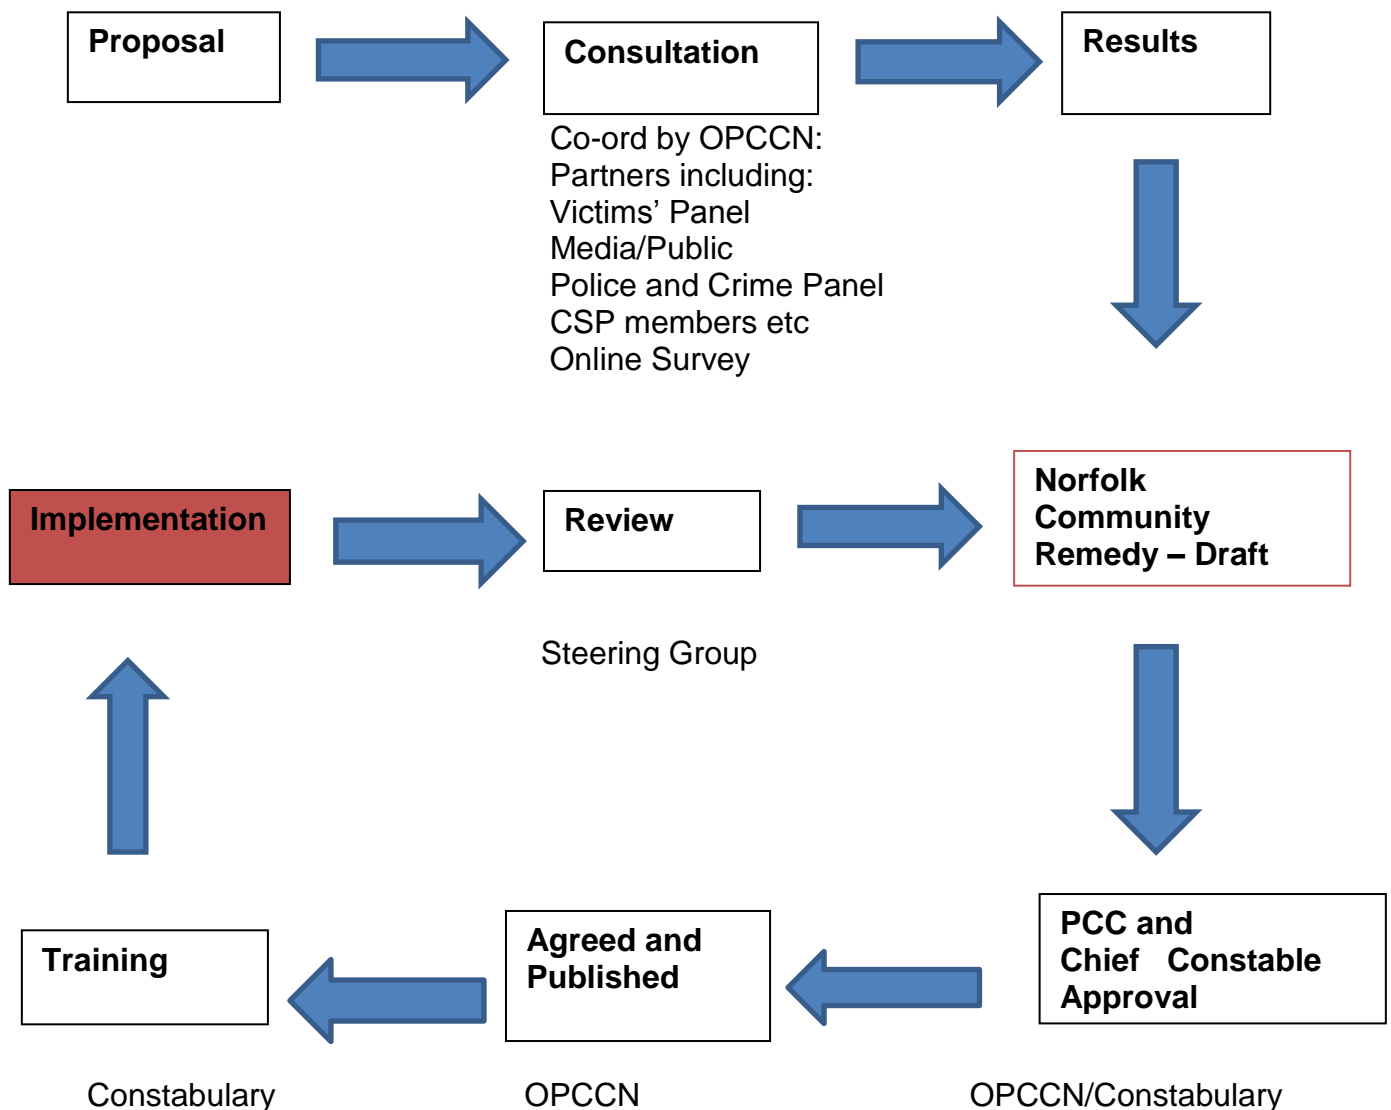 Proposal
Consultation
Results
Co-ord by OPCCN:
Partners including:
Victims’ Panel
Media/Public
Police and Crime Panel
CSP members etc
Online Survey
Implementation
Review
Norfolk
Community
Remedy – Draft
Steering Group
Training
Agreed and
Published
PCC and
Chief Constable
Approval
Constabulary
OPCCN
OPCCN/Constabulary